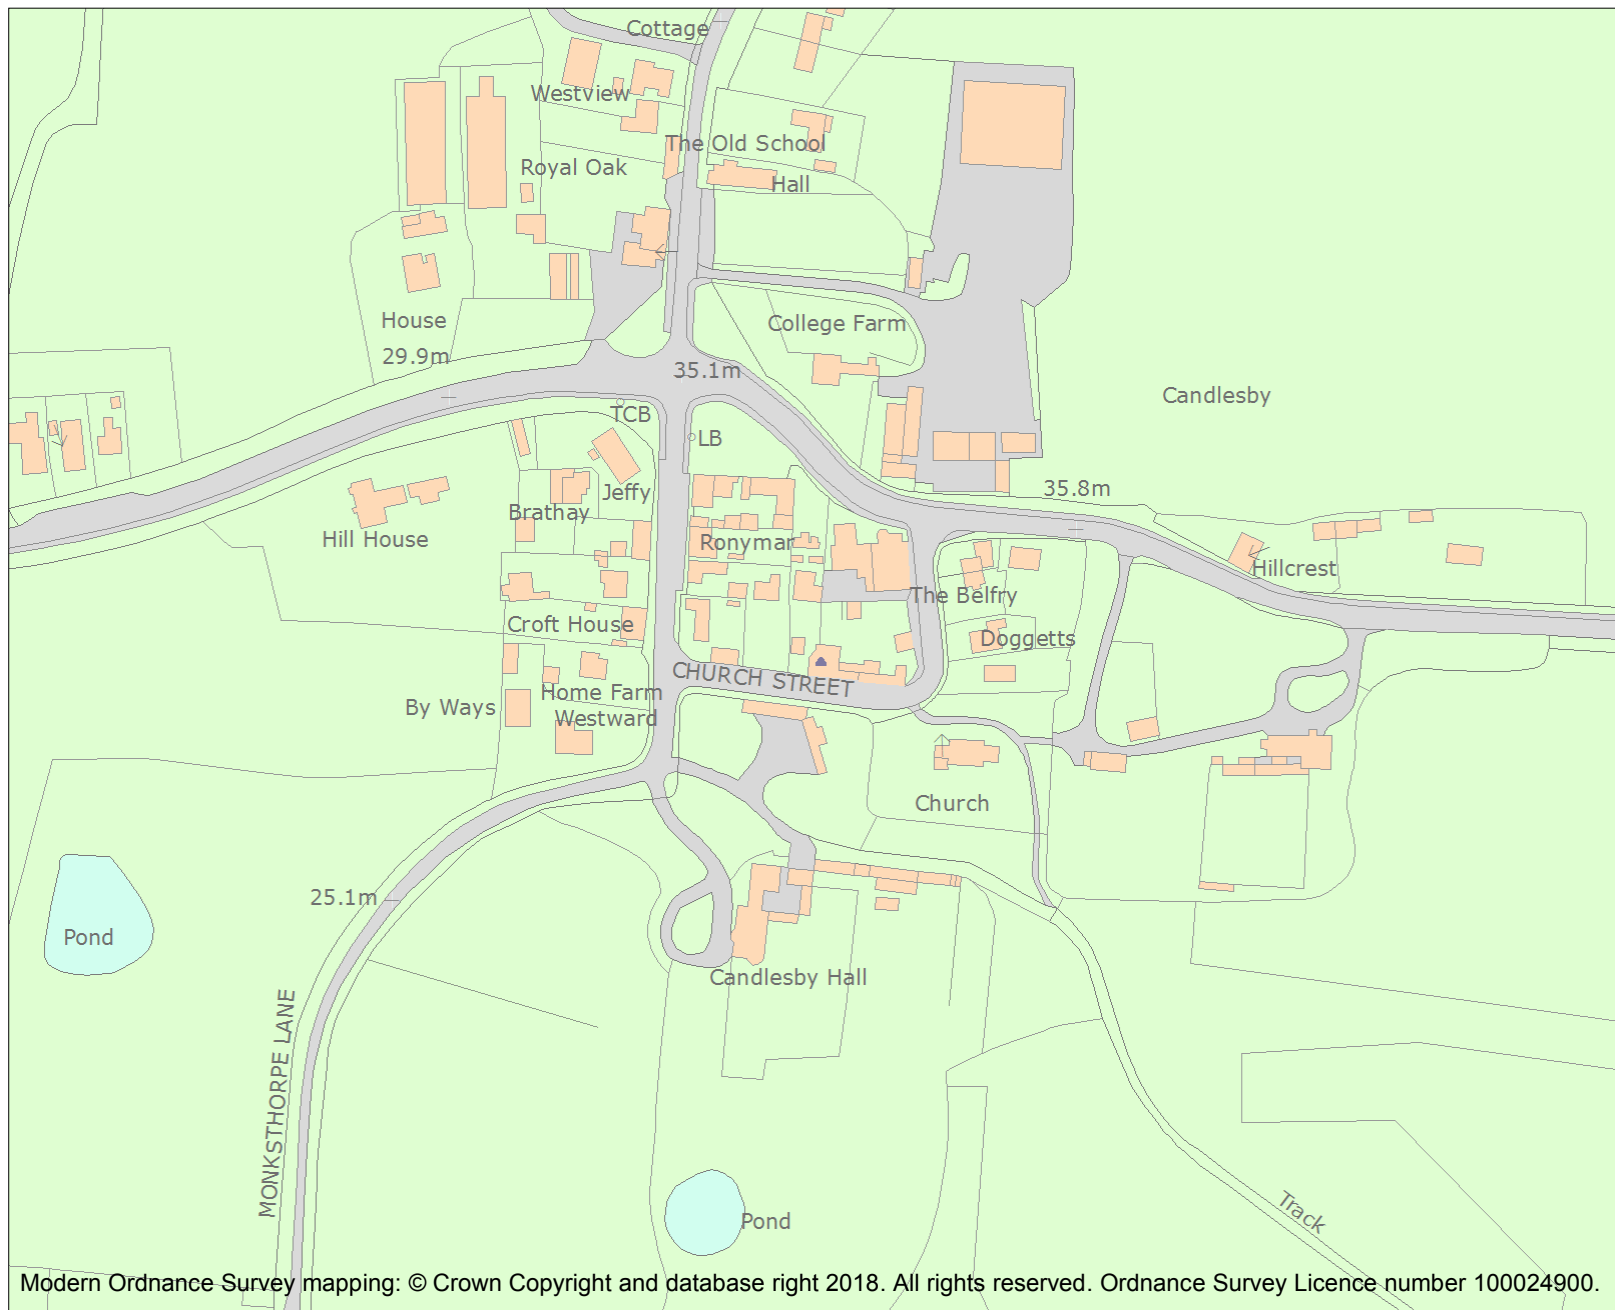 Cottage
Westview
The Old School
Royal Oak
Hall
House
College Farm
29.9m
35.1m
Candlesby
TCB
LB
Jeffy
35.8m
Brathay
Hill House
Ronymar
Hillcrest
The Belfry
Croft House
Doggetts
CHURCH STREET
Home Farm
By Ways
Westward
Church
25.1m
Pond
Candlesby Hall
MONKSTHORPE LANE
Pond
Track
Modern Ordnance Survey mapping: © Crown Copyright and database right 2018. All rights reserved. Ordnance Survey Licence number 100024900.